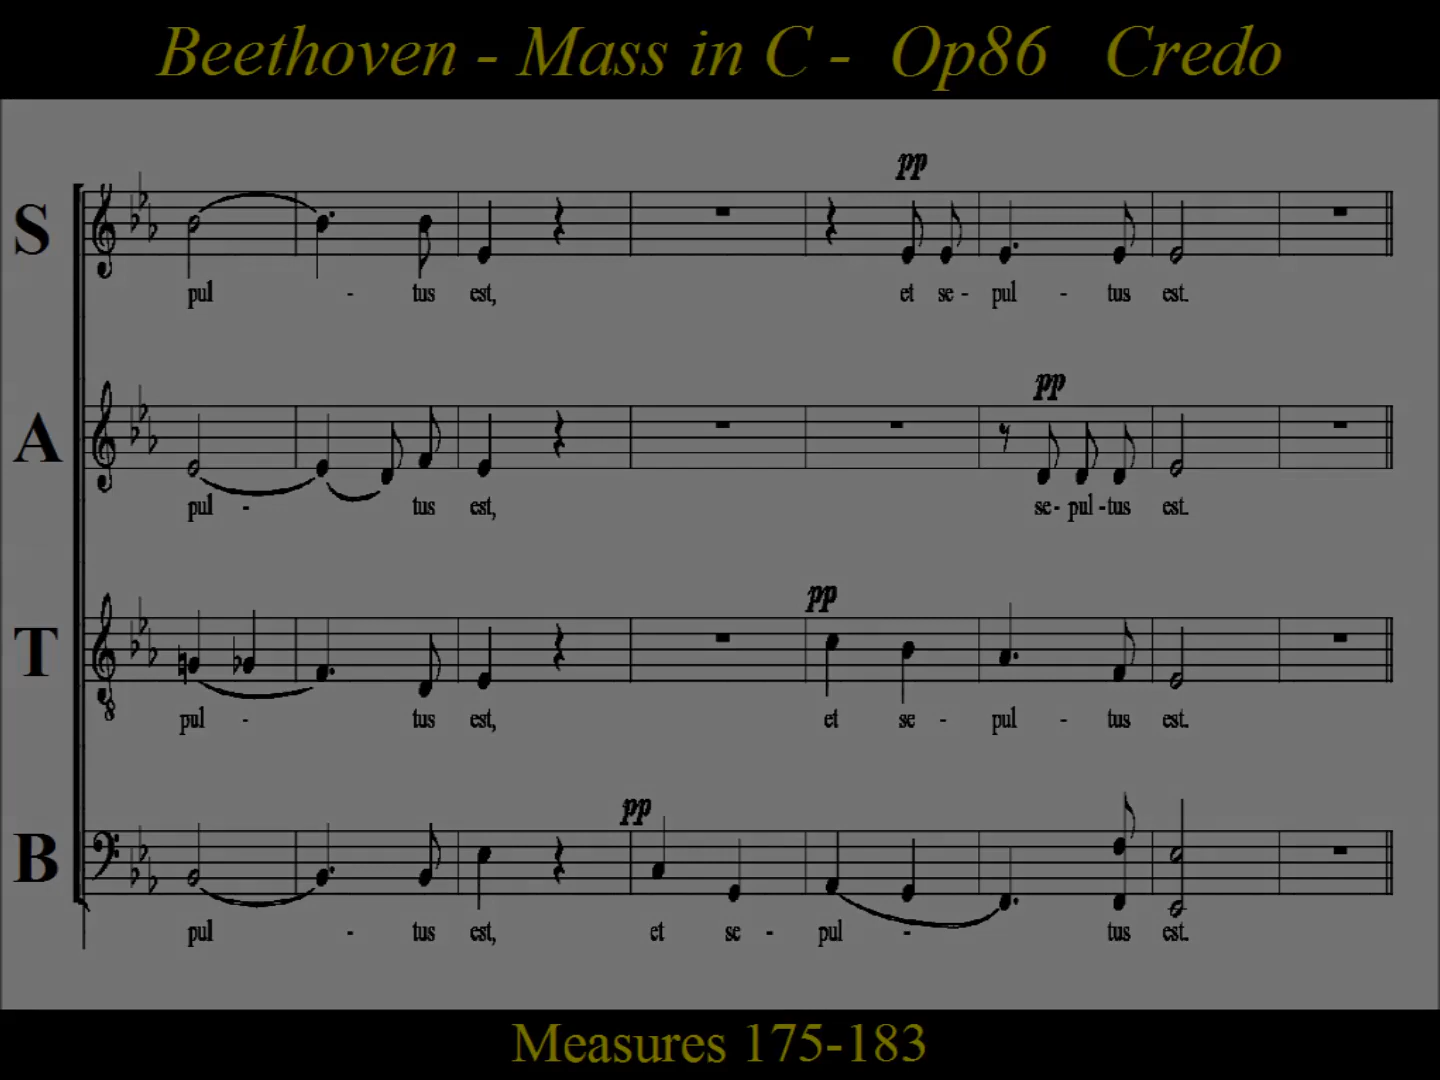 Beethoven - Mass in C - Op86 Credo
pp
S
pul - tus est, et se - pul - tus est.
pp
A
pul - tus est, se - pul - tus est.
pp
T
8
pul - tus est, et se - pul - tus est.
pp
B
pul - tus est, et se - pul - tus est.
Measures 175-183